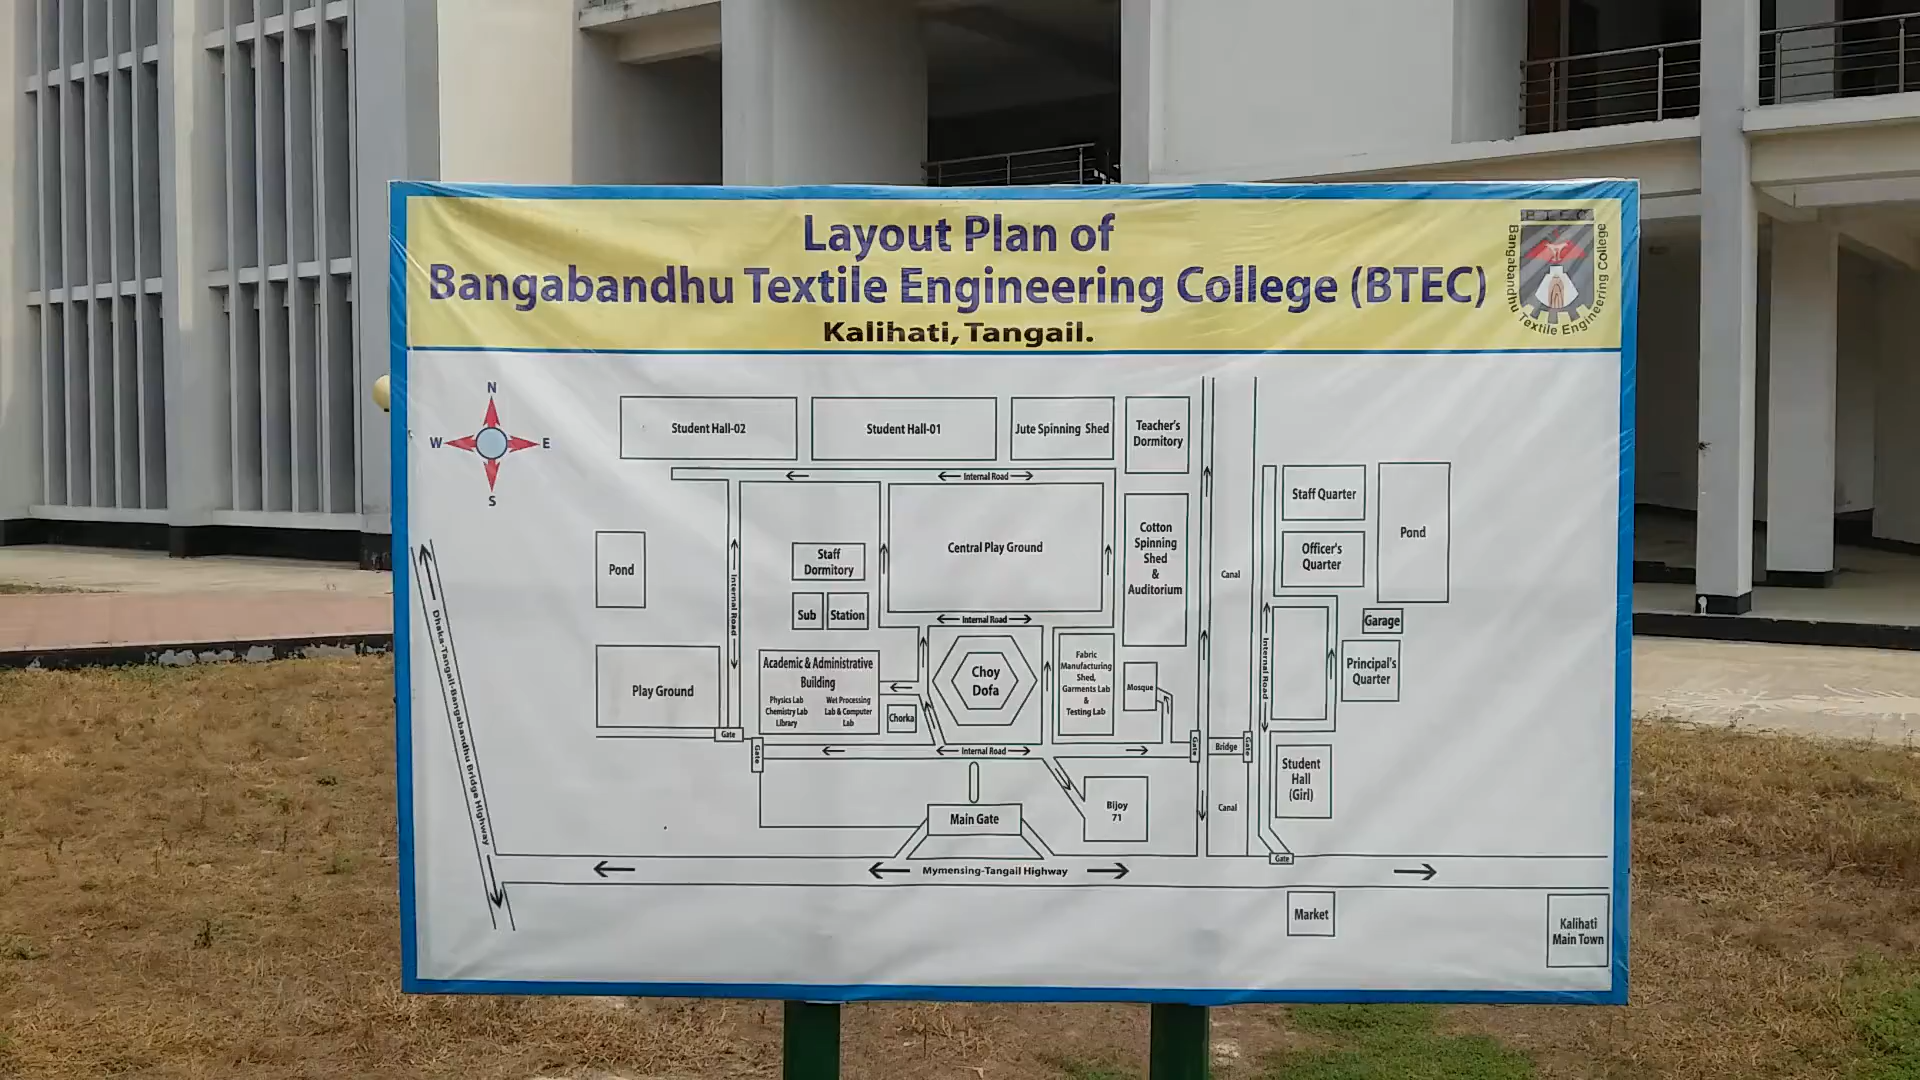 Layout Plan of
Bangabandhu Textile Engineering College (BTEC)
Kalihati, Tangail.
B T E C
Bangabandhu Textile Engineering College
N
W E
S
Student Hall-02
Student Hall-01
Jute Spinning Shed
Teacher's
Dormitory
Internal Road
Staff Quarter
Pond
Officer's
Quarter
Cotton
Spinning
Shed
&
Auditorium
Canal
Central Play Ground
Staff
Dormitory
Pond
Internal Road
Sub
Station
Internal Road
Garage
Principal's
Quarter
Internal Road
Play Ground
Academic & Administrative
Building
Physics Lab
Chemistry Lab
Library
Wet Processing
Lab & Computer
Lab
Chorka
Choy
Dofa
Fabric
Manufacturing
Shed,
Garments Lab
&
Testing Lab
Mosque
Gate
Gate
Internal Road
Gate
Bridge
Gate
Student
Hall
(Girl)
Canal
Bijoy
71
Main Gate
Gate
Dhaka-Tangail-Bangabandhu Bridge Highway
Mymensing-Tangail Highway
Market
Kalihati
Main Town